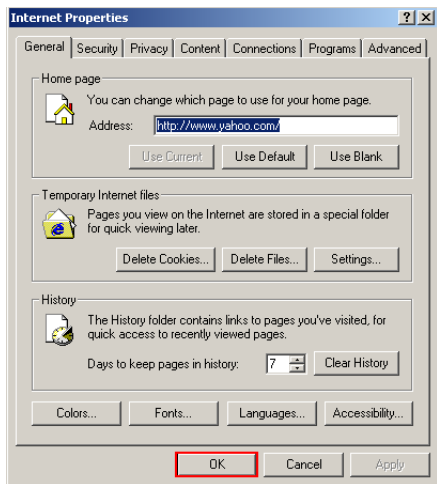 Internet Properties
General Security Privacy Content Connections Programs Advanced
Home page
You can change which page to use for your home page.
Address: http://www.yahoo.com/
Use Current Use Default Use Blank
Temporary Internet files
Pages you view on the Internet are stored in a special folder
for quick viewing later.
Delete Cookies... Delete Files... Settings...
History
The History folder contains links to pages you've visited, for
quick access to recently viewed pages.
Days to keep pages in history: 7 Clear History
Colors... Fonts... Languages... Accessibility...
OK Cancel Apply